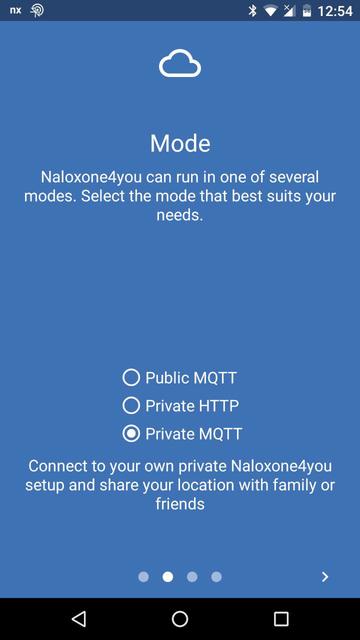 nx
12:54
Mode
Naloxone4you can run in one of several
modes. Select the mode that best suits your
needs.
Public MQTT
Private HTTP
Private MQTT
Connect to your own private Naloxone4you
setup and share your location with family or
friends